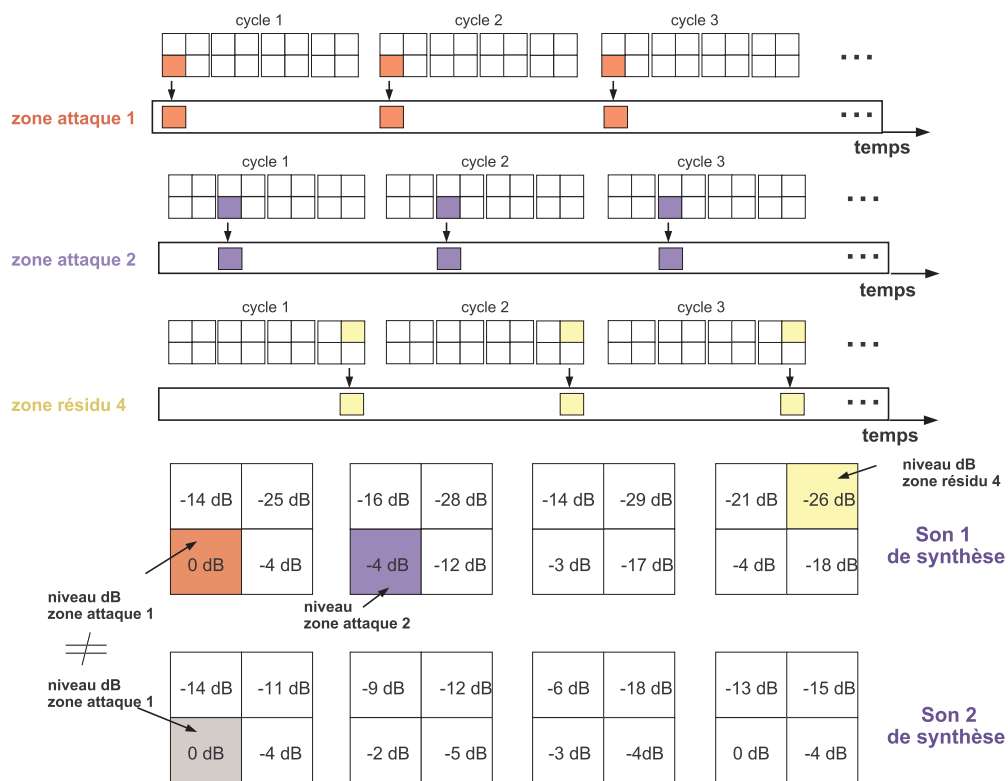 cycle 1 cycle 2 cycle 3
...
zone attaque 1
...
temps
cycle 1 cycle 2 cycle 3
...
zone attaque 2
...
temps
cycle 1 cycle 2 cycle 3
...
zone résidu 4
...
temps
niveau dB
zone résidu 4
-14 dB -25 dB -16 dB -28 dB -14 dB -29 dB -21 dB -26 dB
Son 1
de synthèse
0 dB -4 dB -4 dB -12 dB -3 dB -17 dB -4 dB -18 dB
niveau dB
zone attaque 1
niveau
zone attaque 2
niveau dB
zone attaque 1
-14 dB -11 dB -9 dB -12 dB -6 dB -18 dB -13 dB -15 dB
Son 2
de synthèse
0 dB -4 dB -2 dB -5 dB -3 dB -4dB 0 dB -4 dB